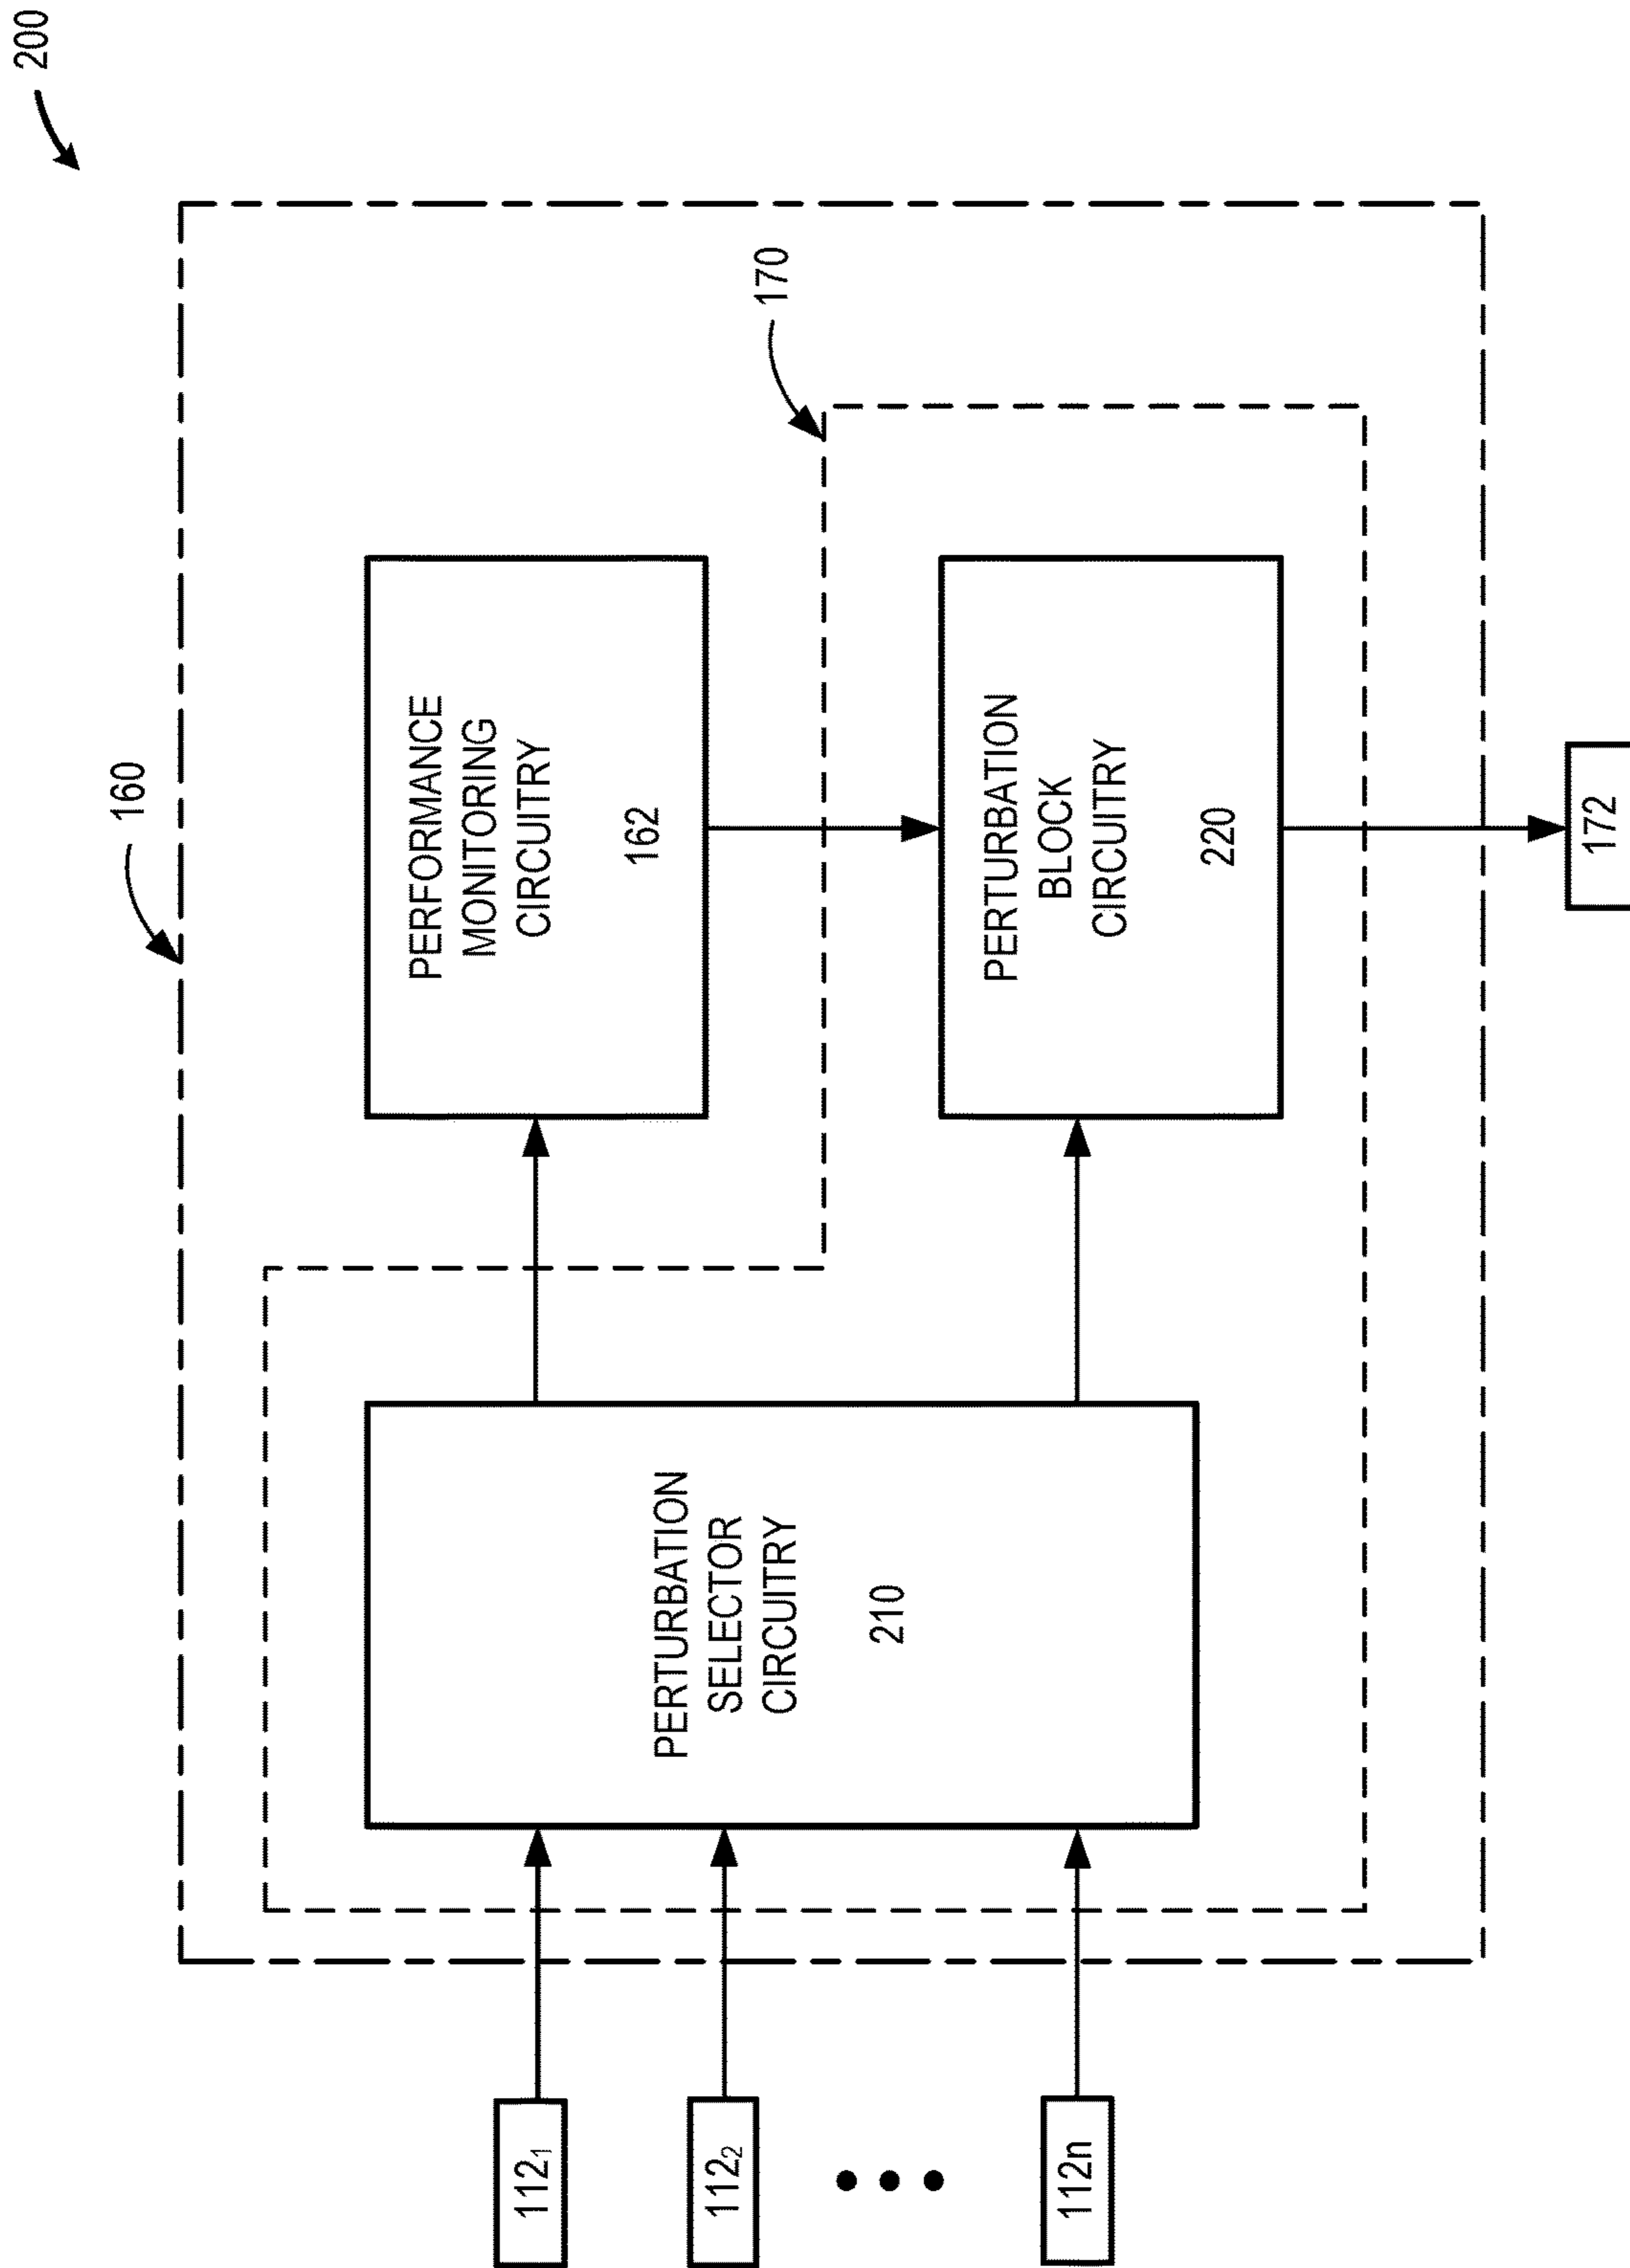 200
160
170
PERFORMANCE
MONITORING
CIRCUITRY
162
PERTURBATION
BLOCK
CIRCUITRY
220
PERTURBATION
SELECTOR
CIRCUITRY
210
172
112₁
112₂
112n